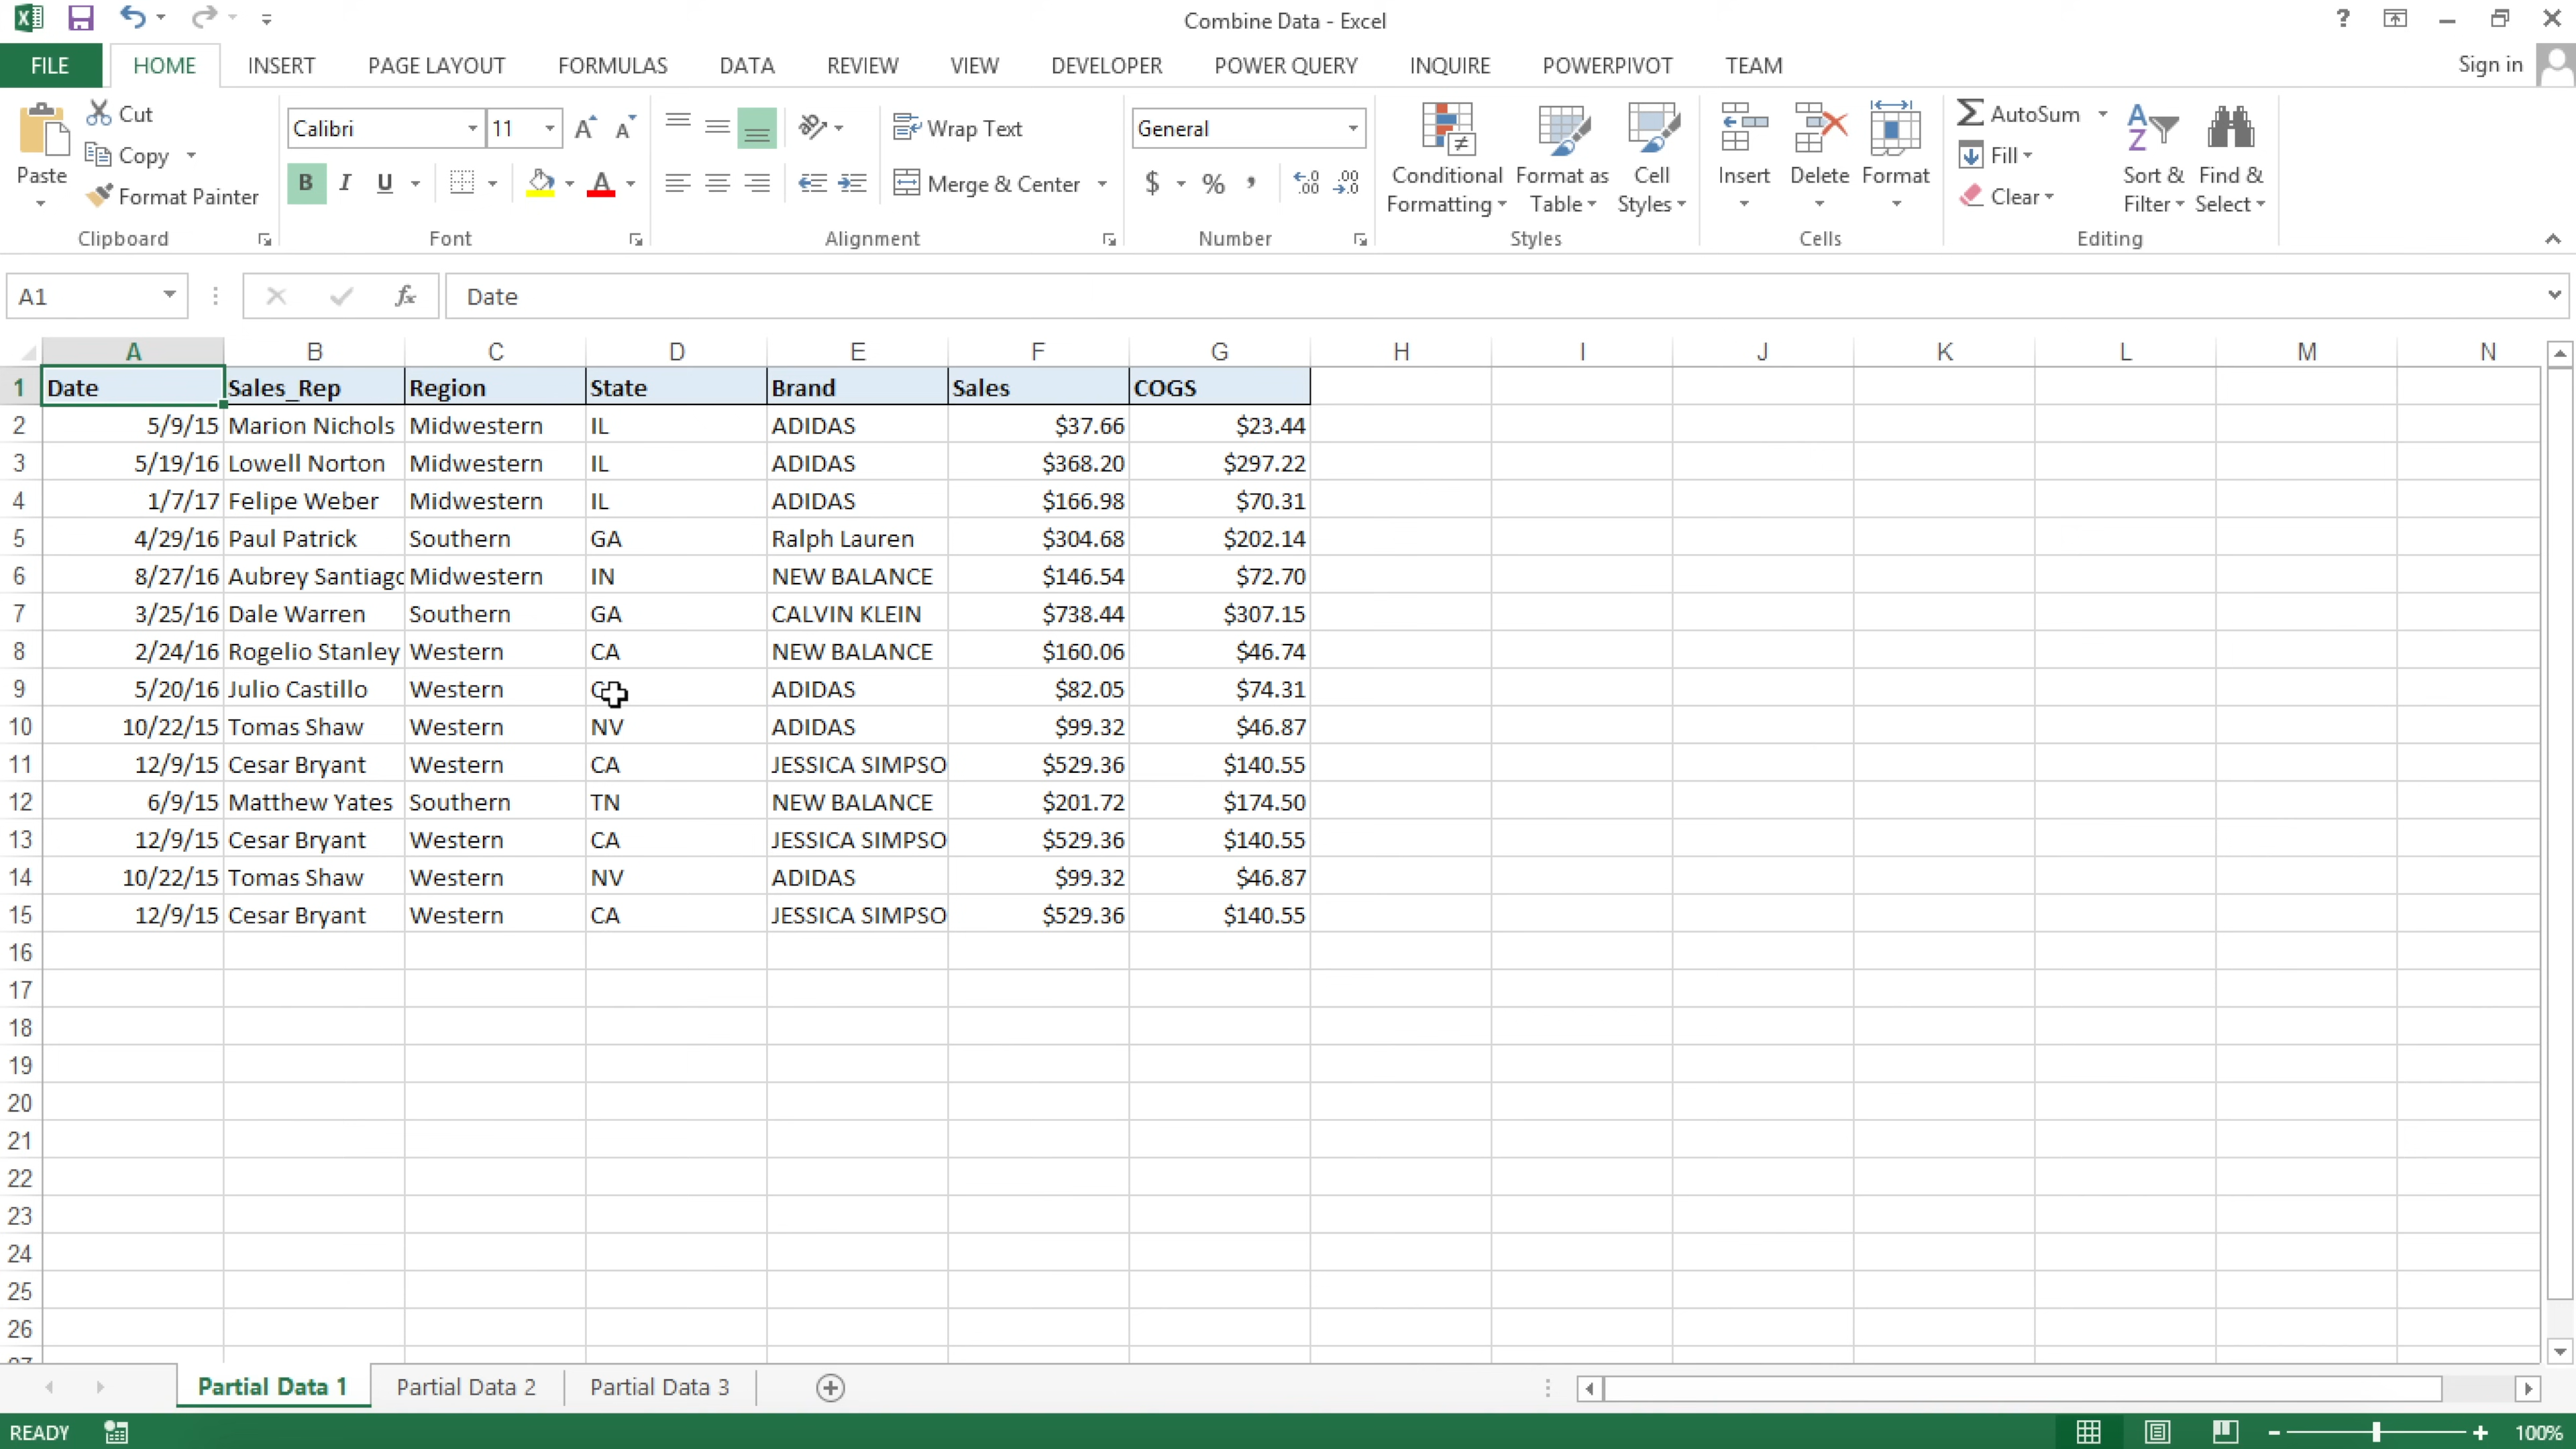 Combine Data - Excel
FILE HOME INSERT PAGE LAYOUT FORMULAS DATA REVIEW VIEW DEVELOPER POWER QUERY INQUIRE POWERPIVOT TEAM Sign in
Paste Cut Copy Format Painter Clipboard
Calibri 11 B I U A Font
Wrap Text Merge & Center Alignment
General $ % , Number
Conditional Formatting Format as Table Cell Styles Styles
Insert Delete Format Cells
AutoSum Fill Clear Sort & Filter Find & Select Editing
A1 fx Date
A B C D E F G H I J K L M N
1 Date Sales_Rep Region State Brand Sales COGS
2 5/9/15 Marion Nichols Midwestern IL ADIDAS $37.66 $23.44
3 5/19/16 Lowell Norton Midwestern IL ADIDAS $368.20 $297.22
4 1/7/17 Felipe Weber Midwestern IL ADIDAS $166.98 $70.31
5 4/29/16 Paul Patrick Southern GA Ralph Lauren $304.68 $202.14
6 8/27/16 Aubrey Santiago Midwestern IN NEW BALANCE $146.54 $72.70
7 3/25/16 Dale Warren Southern GA CALVIN KLEIN $738.44 $307.15
8 2/24/16 Rogelio Stanley Western CA NEW BALANCE $160.06 $46.74
9 5/20/16 Julio Castillo Western ADIDAS $82.05 $74.31
10 10/22/15 Tomas Shaw Western NV ADIDAS $99.32 $46.87
11 12/9/15 Cesar Bryant Western CA JESSICA SIMPSO $529.36 $140.55
12 6/9/15 Matthew Yates Southern TN NEW BALANCE $201.72 $174.50
13 12/9/15 Cesar Bryant Western CA JESSICA SIMPSO $529.36 $140.55
14 10/22/15 Tomas Shaw Western NV ADIDAS $99.32 $46.87
15 12/9/15 Cesar Bryant Western CA JESSICA SIMPSO $529.36 $140.55
16
17
18
19
20
21
22
23
24
25
26
Partial Data 1 Partial Data 2 Partial Data 3
READY 100%